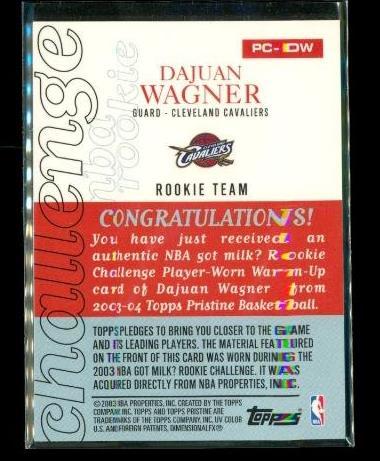 PC-DW
DAJUAN
WAGNER
GUARD - CLEVELAND CAVALIERS
CAVALIERS
ROOKIE TEAM
challenge
nba rookie
CONGRATULATIONS!
You have just received an
authentic NBA got milk? Rookie
Challenge Player-Worn Warm-Up
card of Dajuan Wagner from
2003-04 Topps Pristine Basketball.
TOPPS PLEDGES TO BRING YOU CLOSER TO THE GAME
AND ITS LEADING PLAYERS. THE MATERIAL FEATURED
ON THE FRONT OF THIS CARD WAS WORN DURING THE
2003 NBA GOT MILK? ROOKIE CHALLENGE. IT WAS
ACQUIRED DIRECTLY FROM NBA PROPERTIES, INC.
© 2003 NBA PROPERTIES, INC. CREATED BY THE TOPPS
COMPANY, INC. TOPPS AND TOPPS PRISTINE ARE
TRADEMARKS OF THE TOPPS COMPANY, INC. UV COLOR
U.S. AND FOREIGN PATENTS, DIMENSIONALFX®
Topps
NBA